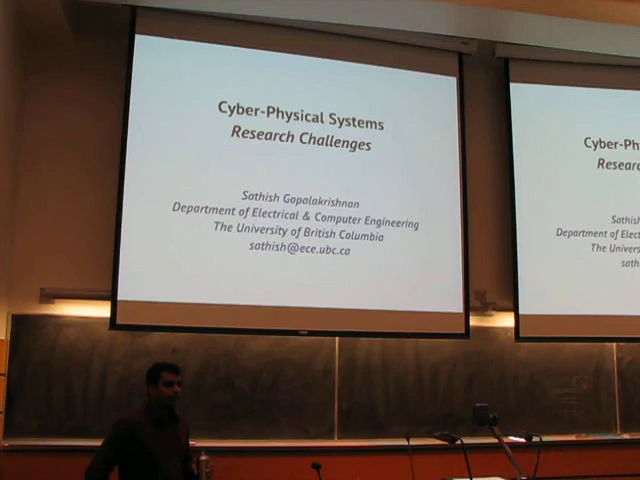 Cyber-Physical Systems
Research Challenges
Sathish Gopalakrishnan
Department of Electrical & Computer Engineering
The University of British Columbia
sathish@ece.ubc.ca
Cyber-Ph
Researc
Sathish
Department of Elect
The Univers
sath